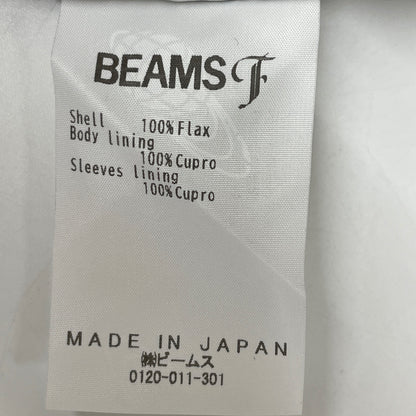 BEAMS F
Shell 100%Flax
Body lining
100%Cupro
Sleeves lining
100%Cupro
MADE IN JAPAN
㈱ビームス
0120-011-301